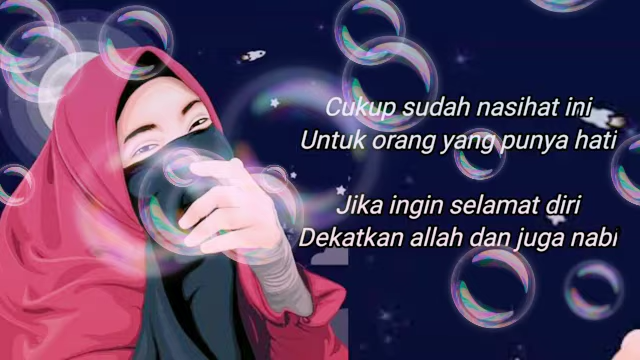 Cukup sudah nasihat ini
Untuk orang yang punya hati
Jika ingin selamat diri
Dekatkan allah dan juga nabi